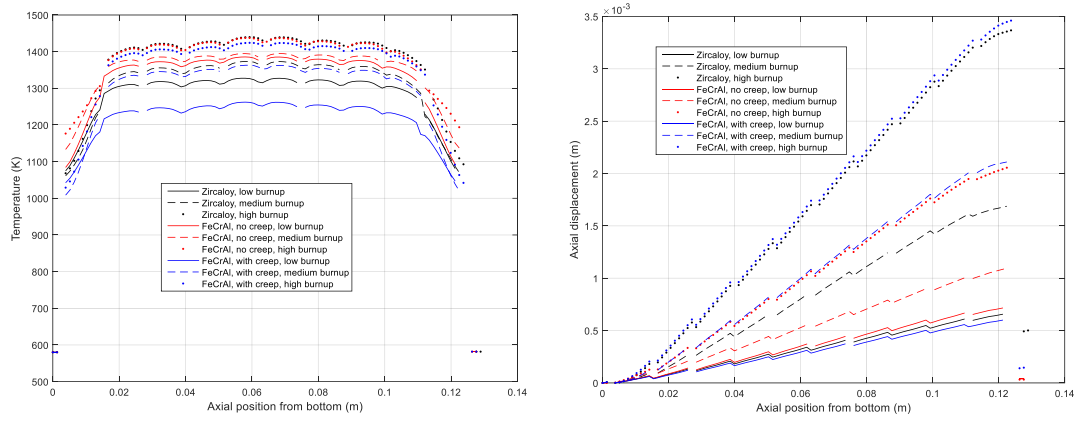 1500
1400
1300
1200
1100
1000
900
800
700
600
500
Temperature (K)
Zircaloy, low burnup
Zircaloy, medium burnup
Zircaloy, high burnup
FeCrAl, no creep, low burnup
FeCrAl, no creep, medium burnup
FeCrAl, no creep, high burnup
FeCrAl, with creep, low burnup
FeCrAl, with creep, medium burnup
FeCrAl, with creep, high burnup
0 0.02 0.04 0.06 0.08 0.1 0.12 0.14
Axial position from bottom (m)
×10⁻³
3.5
3
2.5
2
1.5
1
0.5
0
Axial displacement (m)
Zircaloy, low burnup
Zircaloy, medium burnup
Zircaloy, high burnup
FeCrAl, no creep, low burnup
FeCrAl, no creep, medium burnup
FeCrAl, no creep, high burnup
FeCrAl, with creep, low burnup
FeCrAl, with creep, medium burnup
FeCrAl, with creep, high burnup
0 0.02 0.04 0.06 0.08 0.1 0.12 0.14
Axial position from bottom (m)